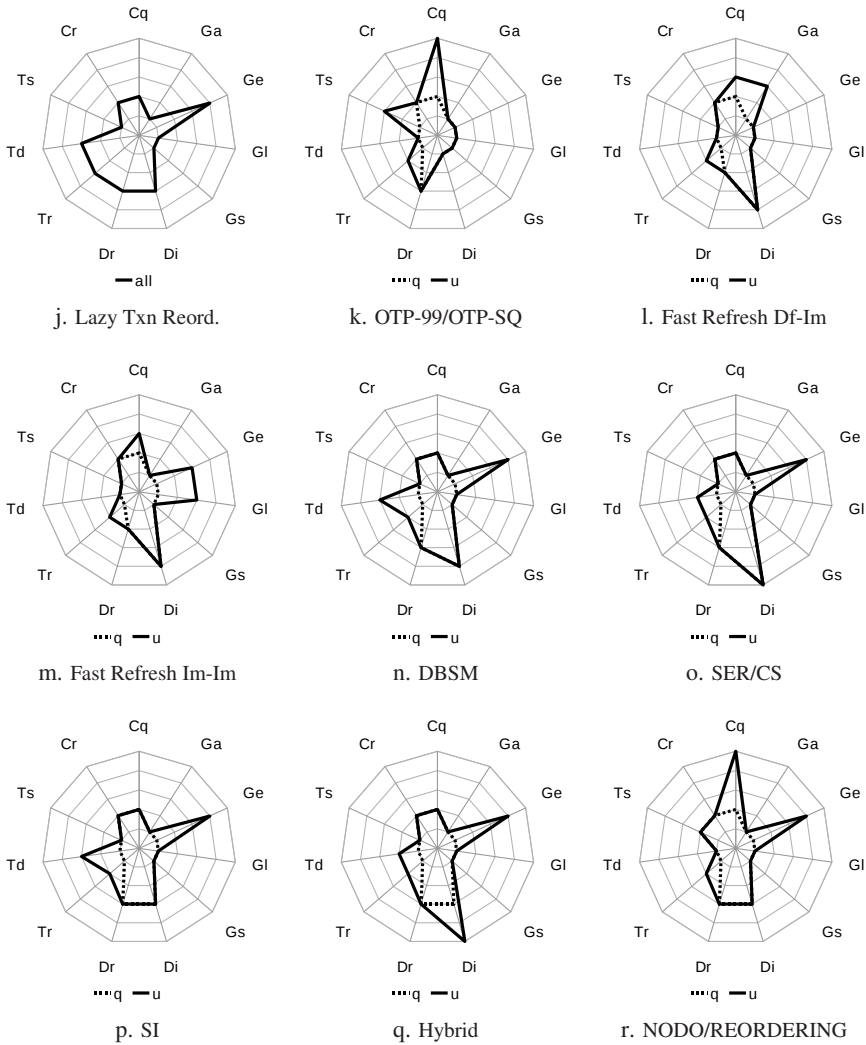 Cq
Cr Ga
Ts Ge
Td Gl
Tr Gs
Dr Di
all
j. Lazy Txn Reord.
Cq
Cr Ga
Ts Ge
Td Gl
Tr Gs
Dr Di
q u
k. OTP-99/OTP-SQ
Cq
Cr Ga
Ts Ge
Td Gl
Tr Gs
Dr Di
q u
l. Fast Refresh Df-Im
Cq
Cr Ga
Ts Ge
Td Gl
Tr Gs
Dr Di
q u
m. Fast Refresh Im-Im
Cq
Cr Ga
Ts Ge
Td Gl
Tr Gs
Dr Di
q u
n. DBSM
Cq
Cr Ga
Ts Ge
Td Gl
Tr Gs
Dr Di
q u
o. SER/CS
Cq
Cr Ga
Ts Ge
Td Gl
Tr Gs
Dr Di
q u
p. SI
Cq
Cr Ga
Ts Ge
Td Gl
Tr Gs
Dr Di
q u
q. Hybrid
Cq
Cr Ga
Ts Ge
Td Gl
Tr Gs
Dr Di
q u
r. NODO/REORDERING